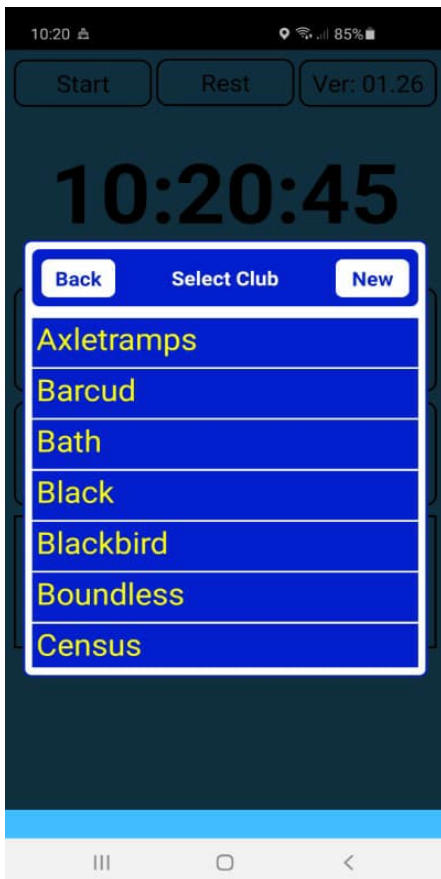 10:20 85%
Start Rest Ver: 01.26
10:20:45
Back Select Club New
Axletramps
Barcud
Bath
Black
Blackbird
Boundless
Census